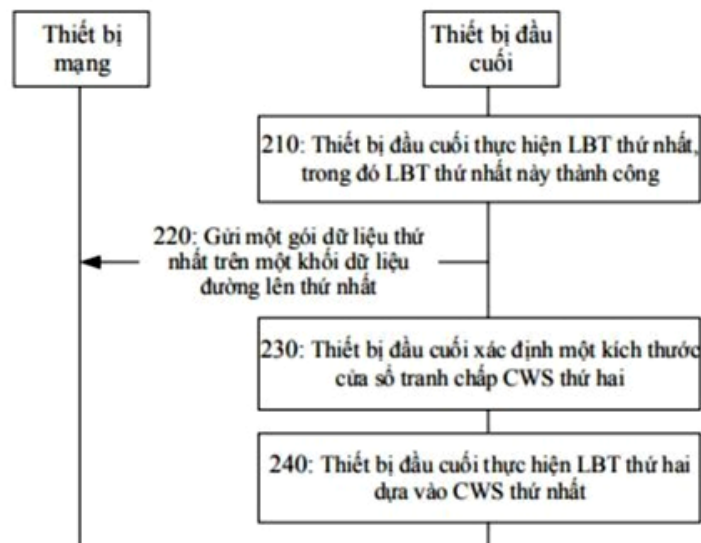 Thiết bị
mạng
Thiết bị đầu
cuối
210: Thiết bị đầu cuối thực hiện LBT thứ nhất,
trong đó LBT thứ nhất này thành công
220: Gửi một gói dữ liệu thứ
nhất trên một khối dữ liệu
đường lên thứ nhất
230: Thiết bị đầu cuối xác định một kích thước
cửa sổ tranh chấp CWS thứ hai
240: Thiết bị đầu cuối thực hiện LBT thứ hai
dựa vào CWS thứ nhất